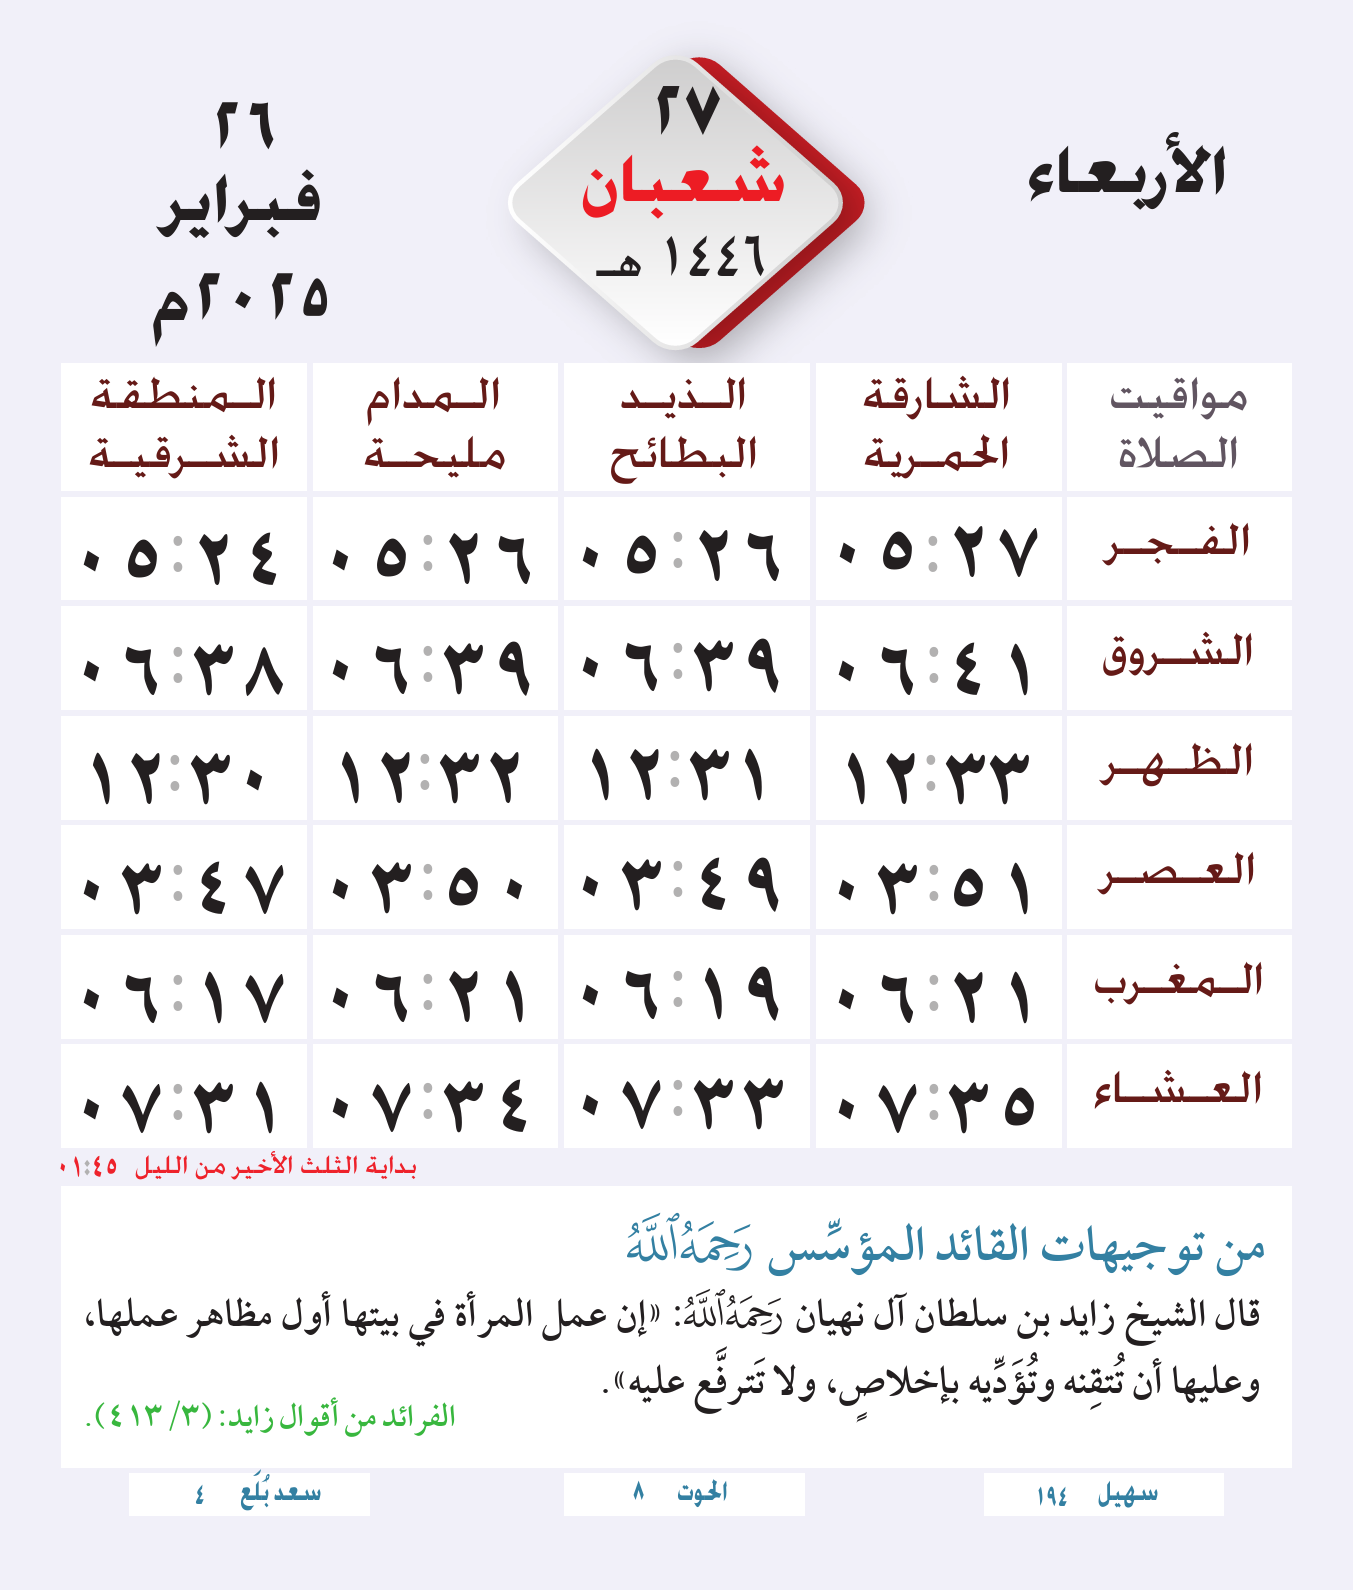 الأربعاء
٢٧
شعبان
١٤٤٦ هـ
٢٦
فبراير
٢٠٢٥م
مواقيت الصلاة	الشارقة الحمرية	الذيد البطائح	المدام مليحة	المنطقة الشرقية
الفجر	٠٥:٢٧	٠٥:٢٦	٠٥:٢٦	٠٥:٢٤
الشروق	٠٦:٤١	٠٦:٣٩	٠٦:٣٩	٠٦:٣٨
الظهر	١٢:٣٣	١٢:٣١	١٢:٣٢	١٢:٣٠
العصر	٠٣:٥١	٠٣:٤٩	٠٣:٥٠	٠٣:٤٧
المغرب	٠٦:٢١	٠٦:١٩	٠٦:٢١	٠٦:١٧
العشاء	٠٧:٣٥	٠٧:٣٣	٠٧:٣٤	٠٧:٣١
بداية الثلث الأخير من الليل ٠١:٤٥
من توجيهات القائد المؤسِّس رَحِمَهُ ٱللَّهُ
قال الشيخ زايد بن سلطان آل نهيان رَحِمَهُ ٱللَّهُ: «إن عمل المرأة في بيتها أول مظاهر عملها،
وعليها أن تُتقِنه وتُؤَدِّيه بإخلاصٍ، ولا تَترفَّع عليه».
الفرائد من أقوال زايد: (٣/ ٤١٣).
سهيل ١٩٤
الحوت ٨
سعد بُلَع ٤